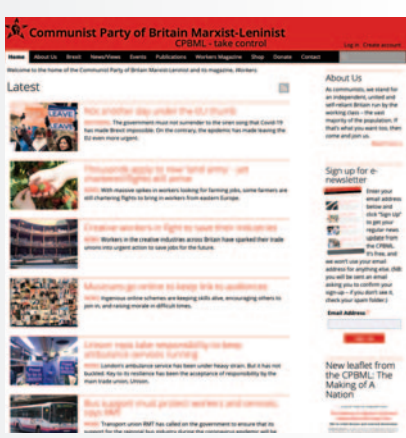 Communist Party of Britain Marxist-Leninist
CPBML - take control
Log in Create account
Home About Us Brexit News/Views Events Publications Workers Magazine Shop Donate Contact
Welcome to the home of the Communist Party of Britain Marxist-Leninist and its magazine, Workers.
Latest
Not another day under the EU thumb
The government must not surrender to the siren song that Covid-19
has made Brexit impossible. On the contrary, the epidemic has made leaving the
EU even more urgent.
Thousands apply to new land army - yet
chartered flights still arrive
NEWS With massive spikes in workers looking for farming jobs, some farmers are
still chartering flights to bring in workers from eastern Europe.
Creative workers in fight to save their industries
NEWS Workers in the creative industries across Britain have sparked their trade
unions into urgent action to save jobs for the future.
Museums go online to keep link to audiences
NEWS Ingenious online schemes are keeping skills alive, encouraging others to
join in, and raising morale in difficult times.
Union reps take responsibility to keep
ambulance services running
NEWS London's ambulance service has been under heavy strain. But it has not
buckled. Key to its resilience has been the acceptance of responsibility by the
main trade union, Unison.
Bus support must protect workers and services,
says RMT
NEWS Transport union RMT has called on the government to ensure that its
support for the regional bus industry during the coronavirus epidemic will be
About Us
As communists, we stand for
an independent, united and
self-reliant Britain run by the
working class – the vast
majority of the population. If
that's what you want too, then
come and join us.
Sign up for e-
newsletter
Enter your
email address
below and
click "Sign Up"
to get your
regular news
update from
the CPBML.
It's free, and
we won't use your email
address for anything else. (NB:
you will be sent an email
asking you to confirm your
sign-up – if you don't see it,
check your spam folder.)
Email Address
New leaflet from
the CPBML: The
Making of A
Nation